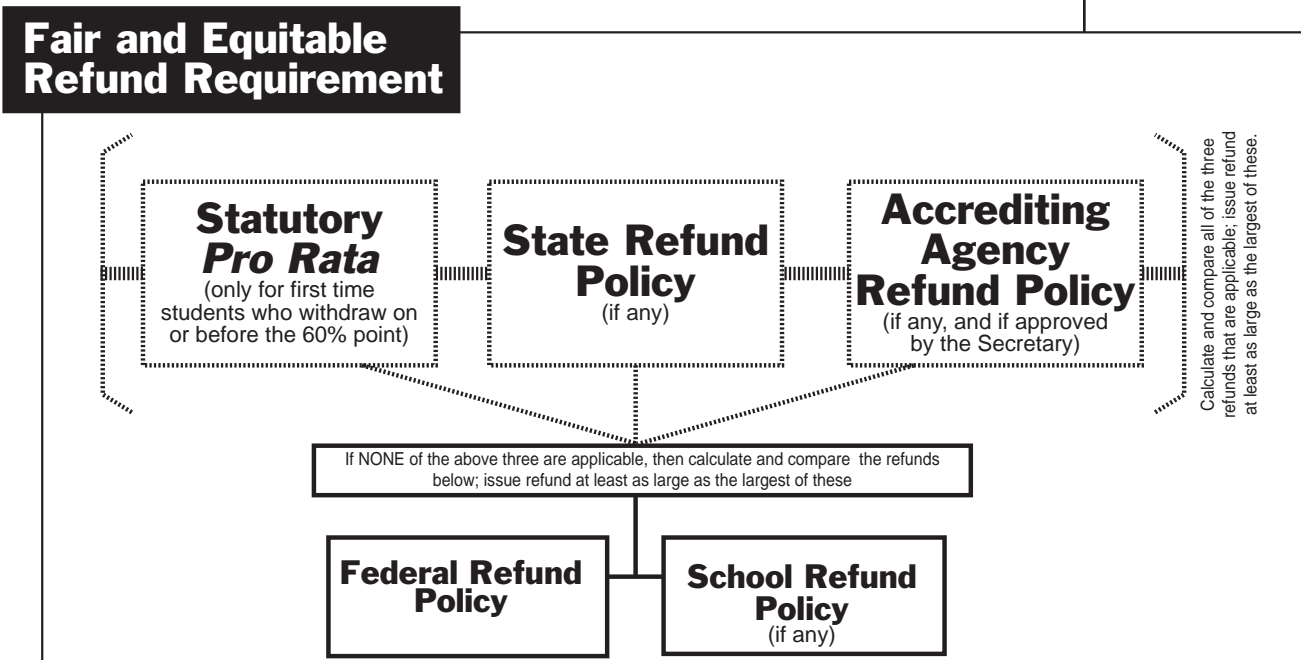 Fair and Equitable
Refund Requirement
Statutory
Pro Rata
(only for first time
students who withdraw on
or before the 60% point)
State Refund
Policy
(if any)
Accrediting
Agency
Refund Policy
(if any, and if approved
by the Secretary)
Calculate and compare all of the three
refunds that are applicable; issue refund
at least as large as the largest of these.
If NONE of the above three are applicable, then calculate and compare the refunds
below; issue refund at least as large as the largest of these
Federal Refund
Policy
School Refund
Policy
(if any)